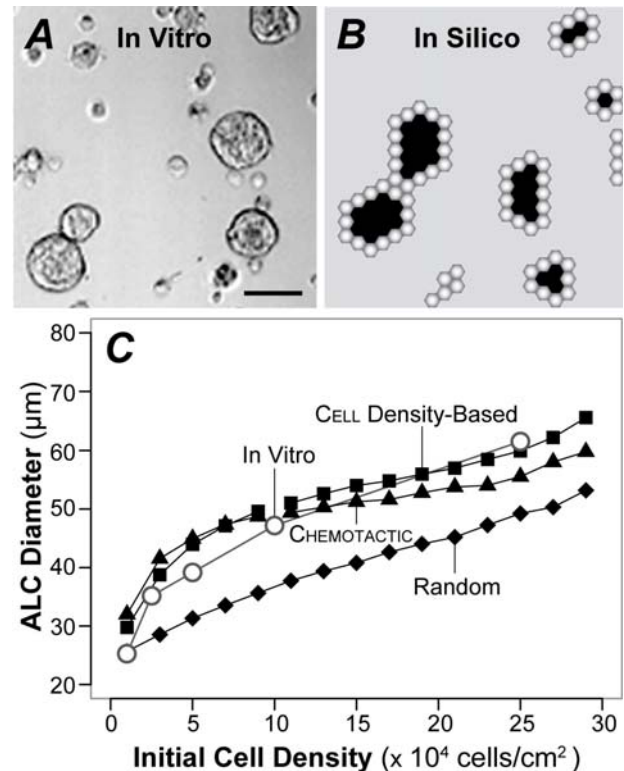 A In Vitro
B In Silico
C
80
70
60
50
40
30
20
ALC Diameter (µm)
CELL Density-Based
In Vitro
CHEMOTACTIC
Random
0 5 10 15 20 25 30
Initial Cell Density (x 10⁴ cells/cm²)